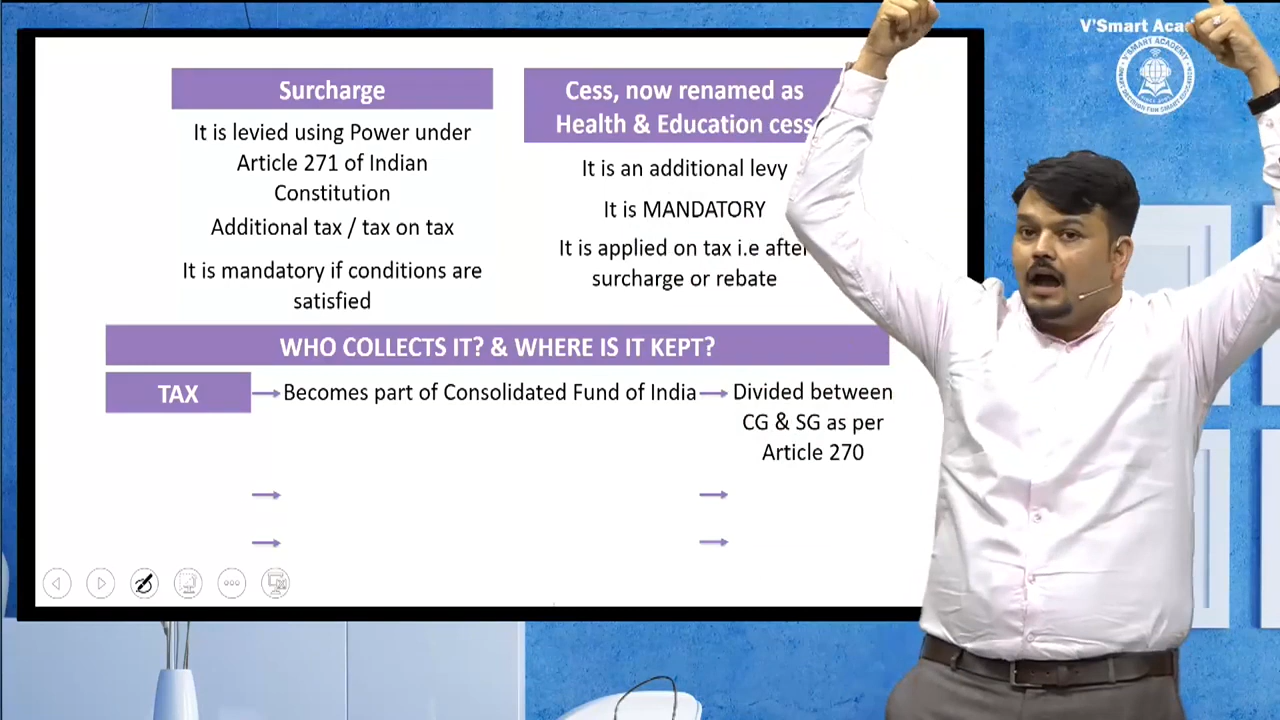 V'Smart Aca
V'SMART ACADEMY
Surcharge
It is levied using Power under
Article 271 of Indian
Constitution
Additional tax / tax on tax
It is mandatory if conditions are
satisfied
Cess, now renamed as
Health & Education cess
It is an additional levy
It is MANDATORY
It is applied on tax i.e after
surcharge or rebate
WHO COLLECTS IT? & WHERE IS IT KEPT?
TAX
Becomes part of Consolidated Fund of India
Divided between
CG & SG as per
Article 270